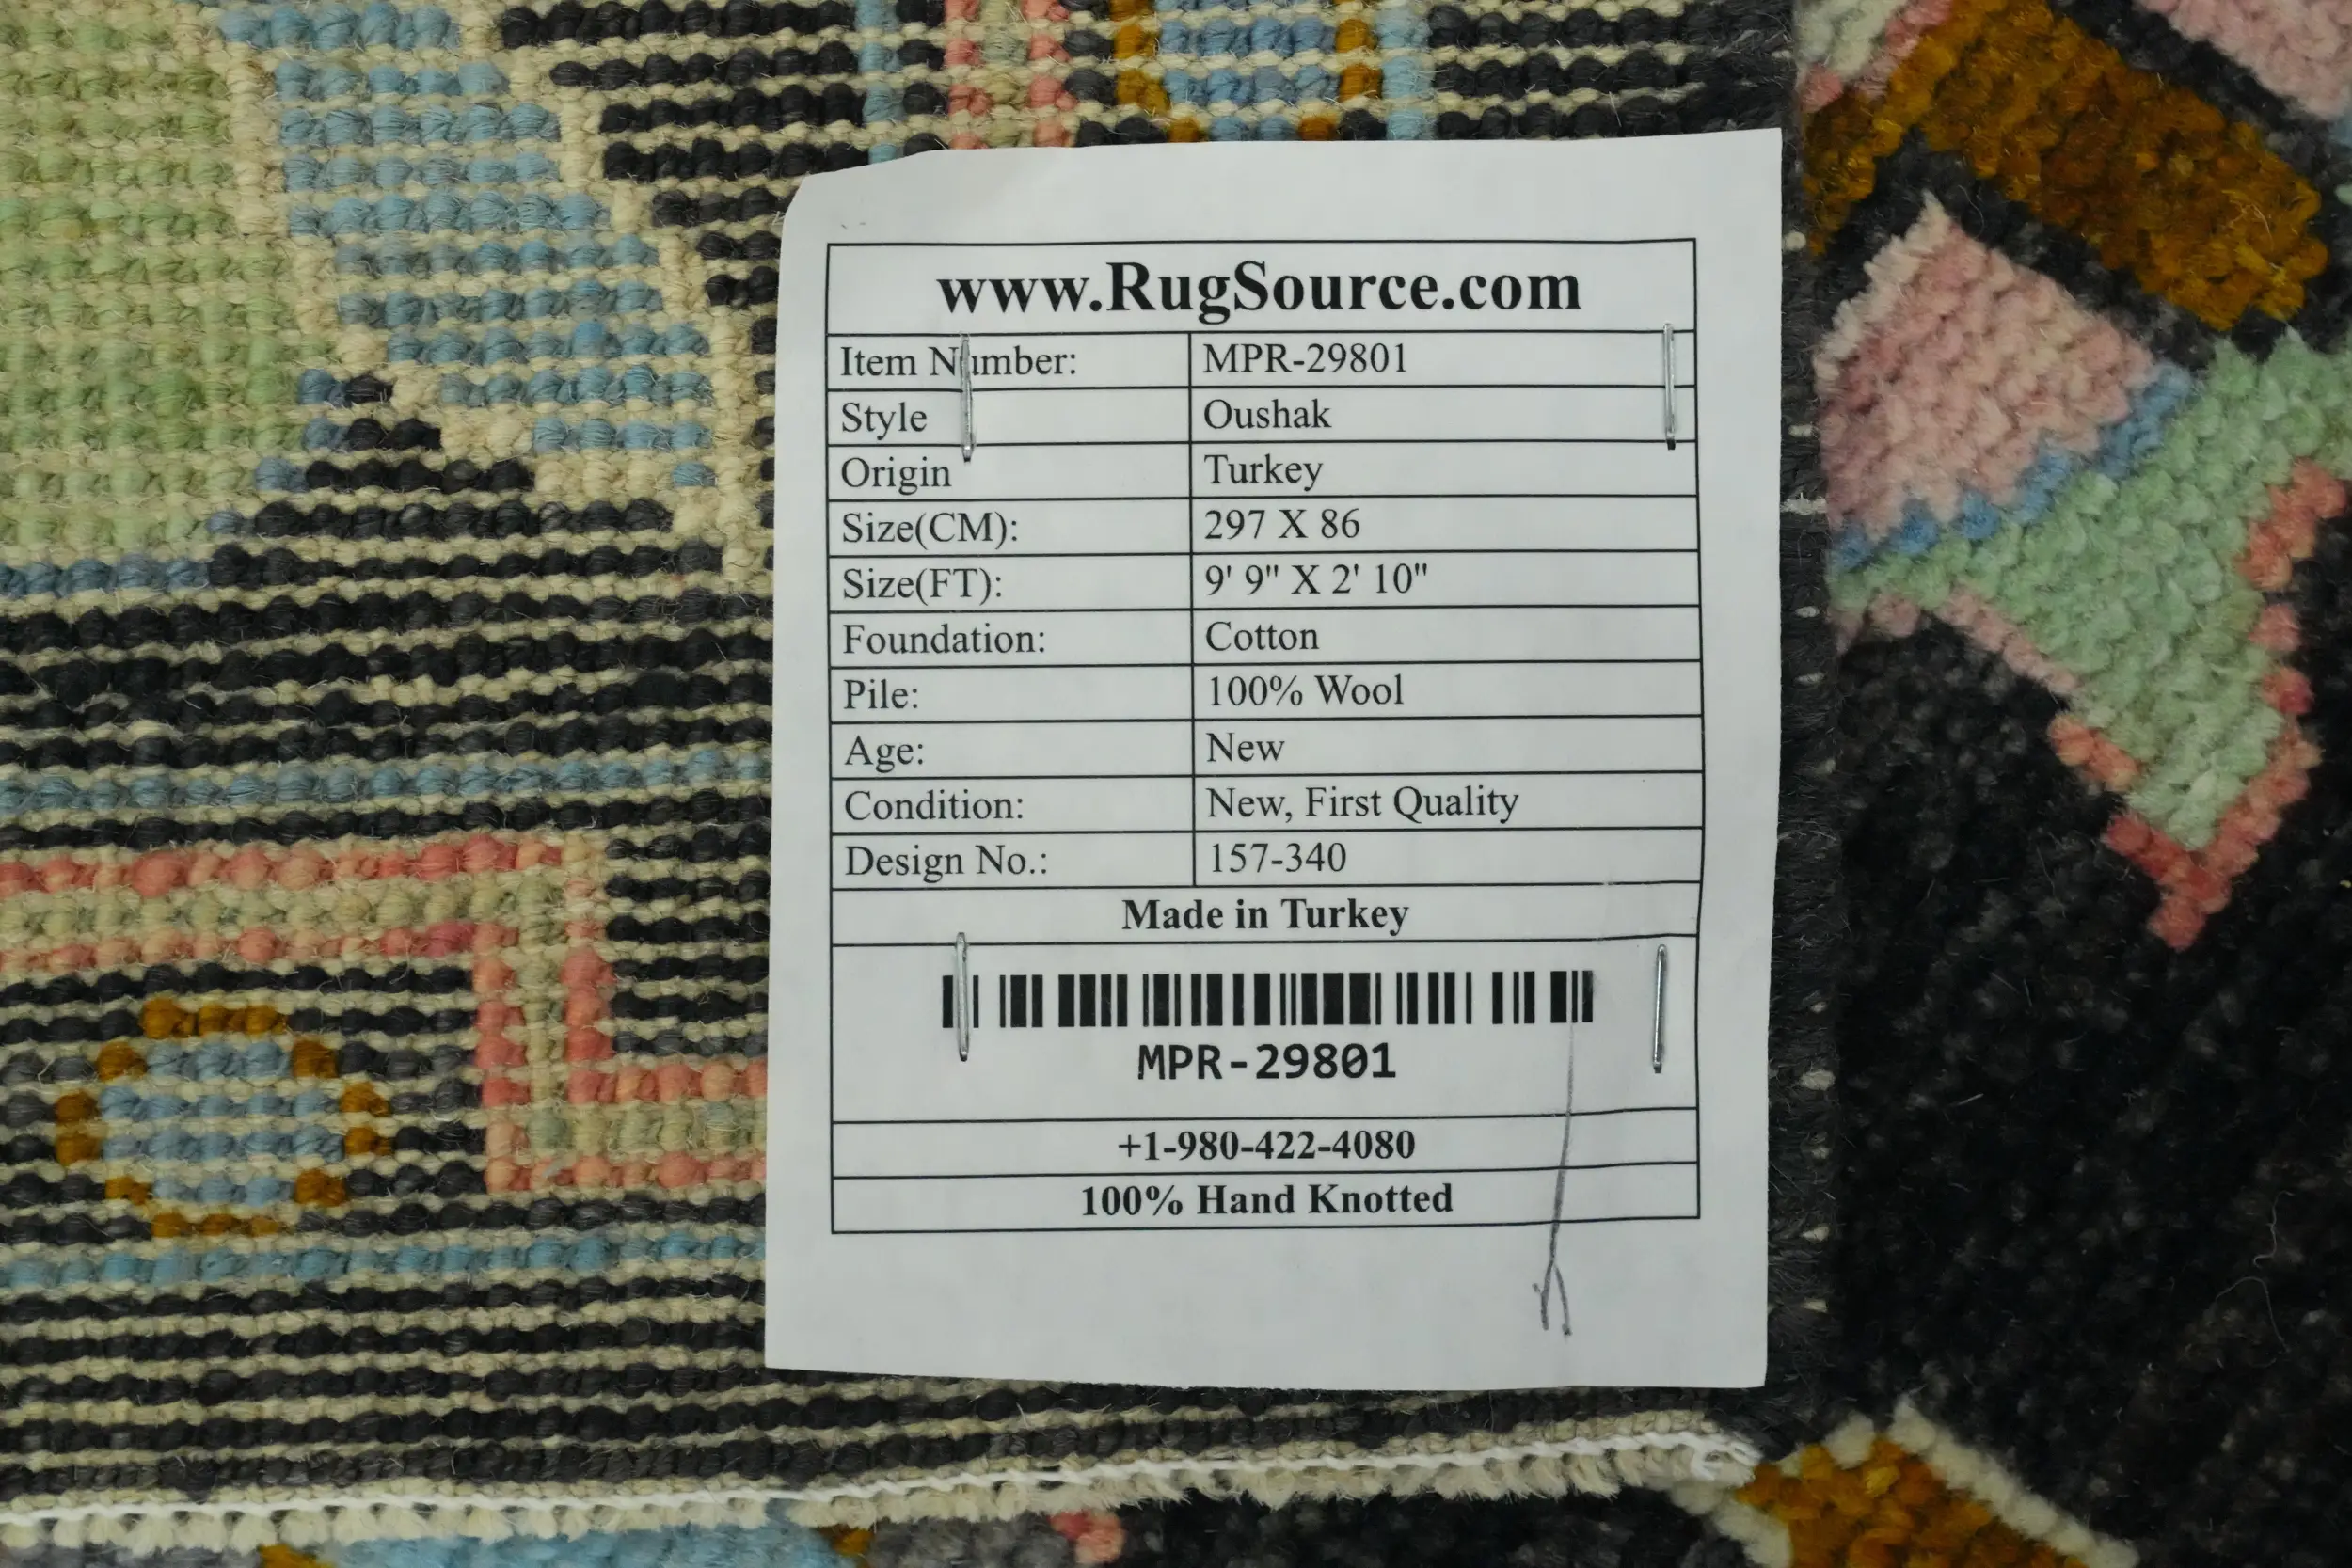 www.RugSource.com
Item Number: MPR-29801
Style Oushak
Origin Turkey
Size(CM): 297 X 86
Size(FT): 9' 9" X 2' 10"
Foundation: Cotton
Pile: 100% Wool
Age: New
Condition: New, First Quality
Design No.: 157-340
Made in Turkey
MPR-29801
+1-980-422-4080
100% Hand Knotted